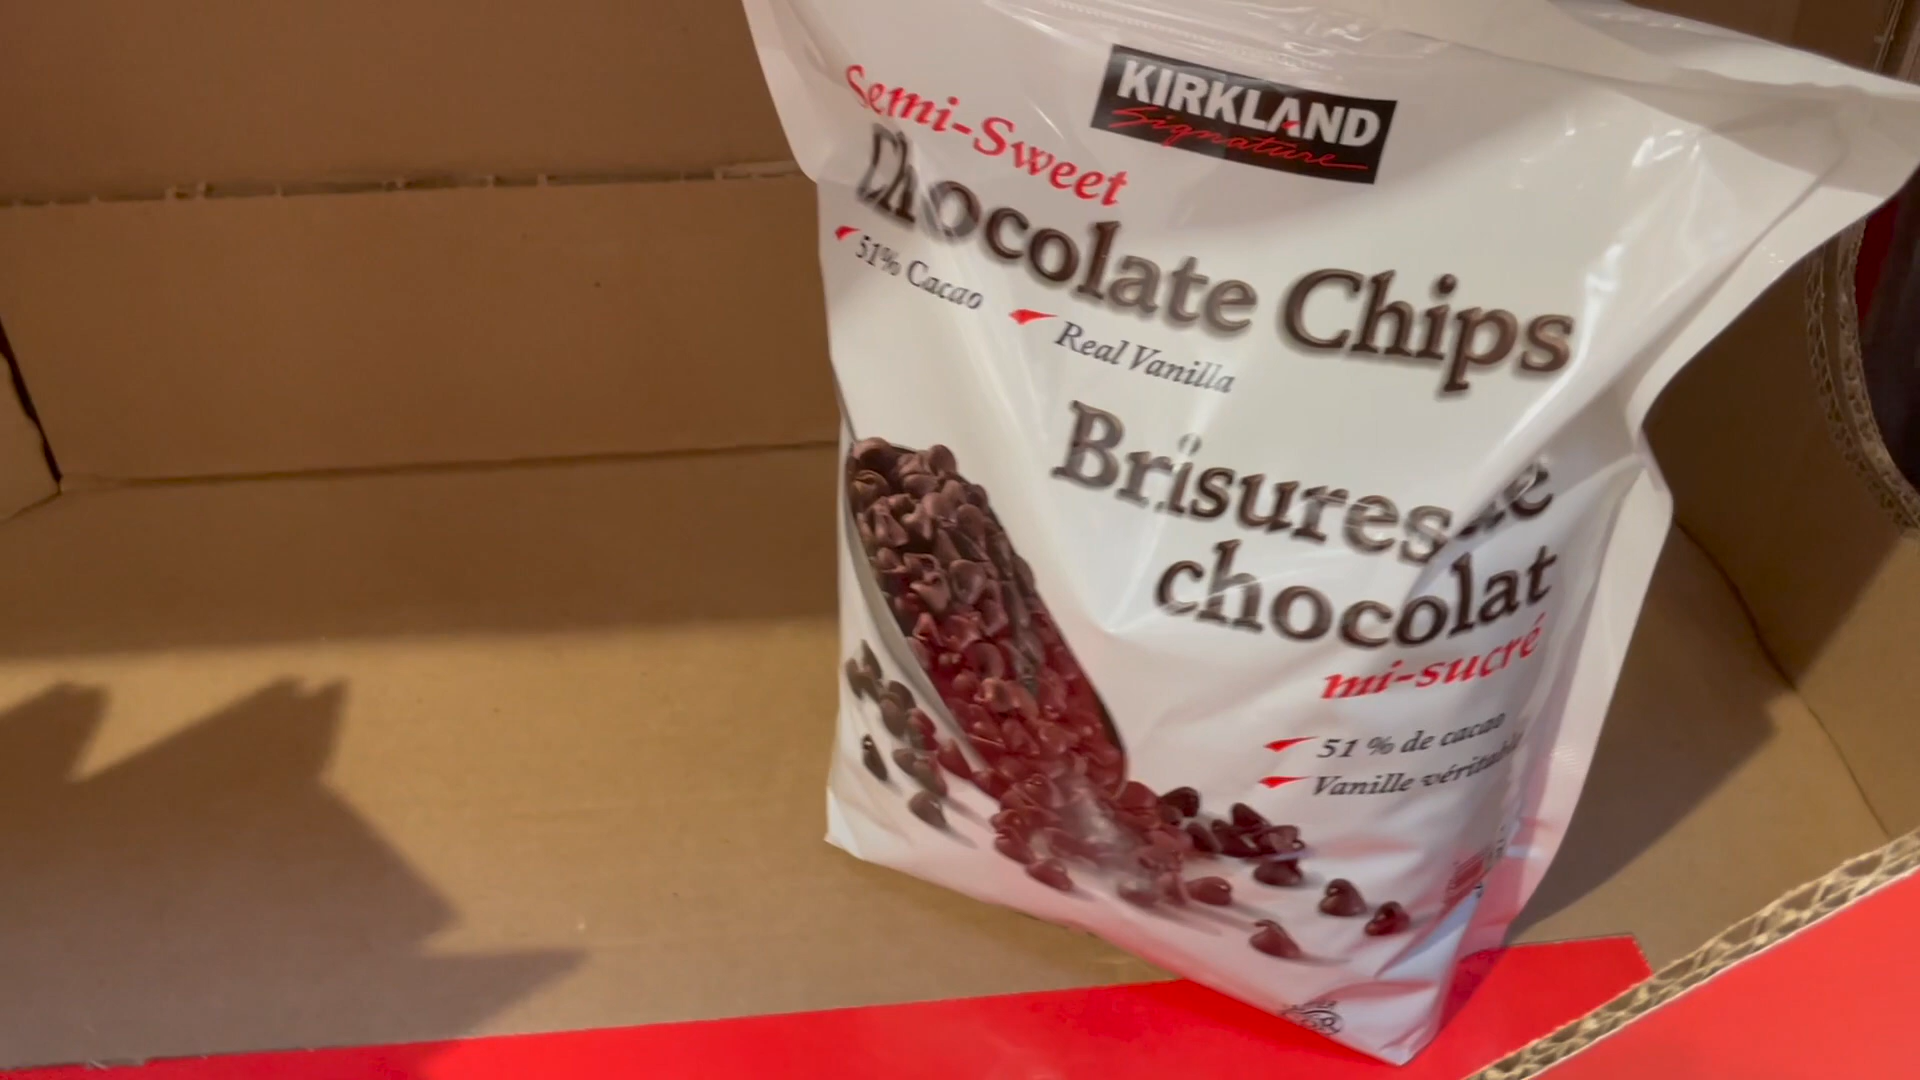 KIRKLAND
Signature
Semi-Sweet
Chocolate Chips
51% Cacao
Real Vanilla
Brisures de
chocolat
mi-sucré
51 % de cacao
Vanille véritable